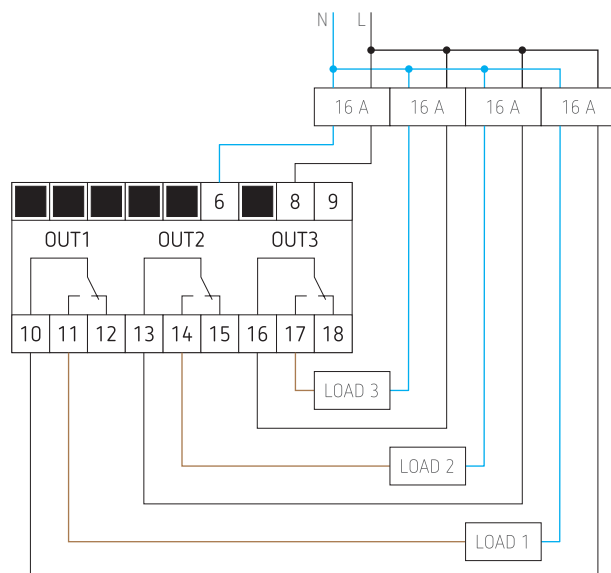 N L
16 A 16 A 16 A 16 A
6 8 9
OUT1 OUT2 OUT3
10 11 12 13 14 15 16 17 18
LOAD 3
LOAD 2
LOAD 1